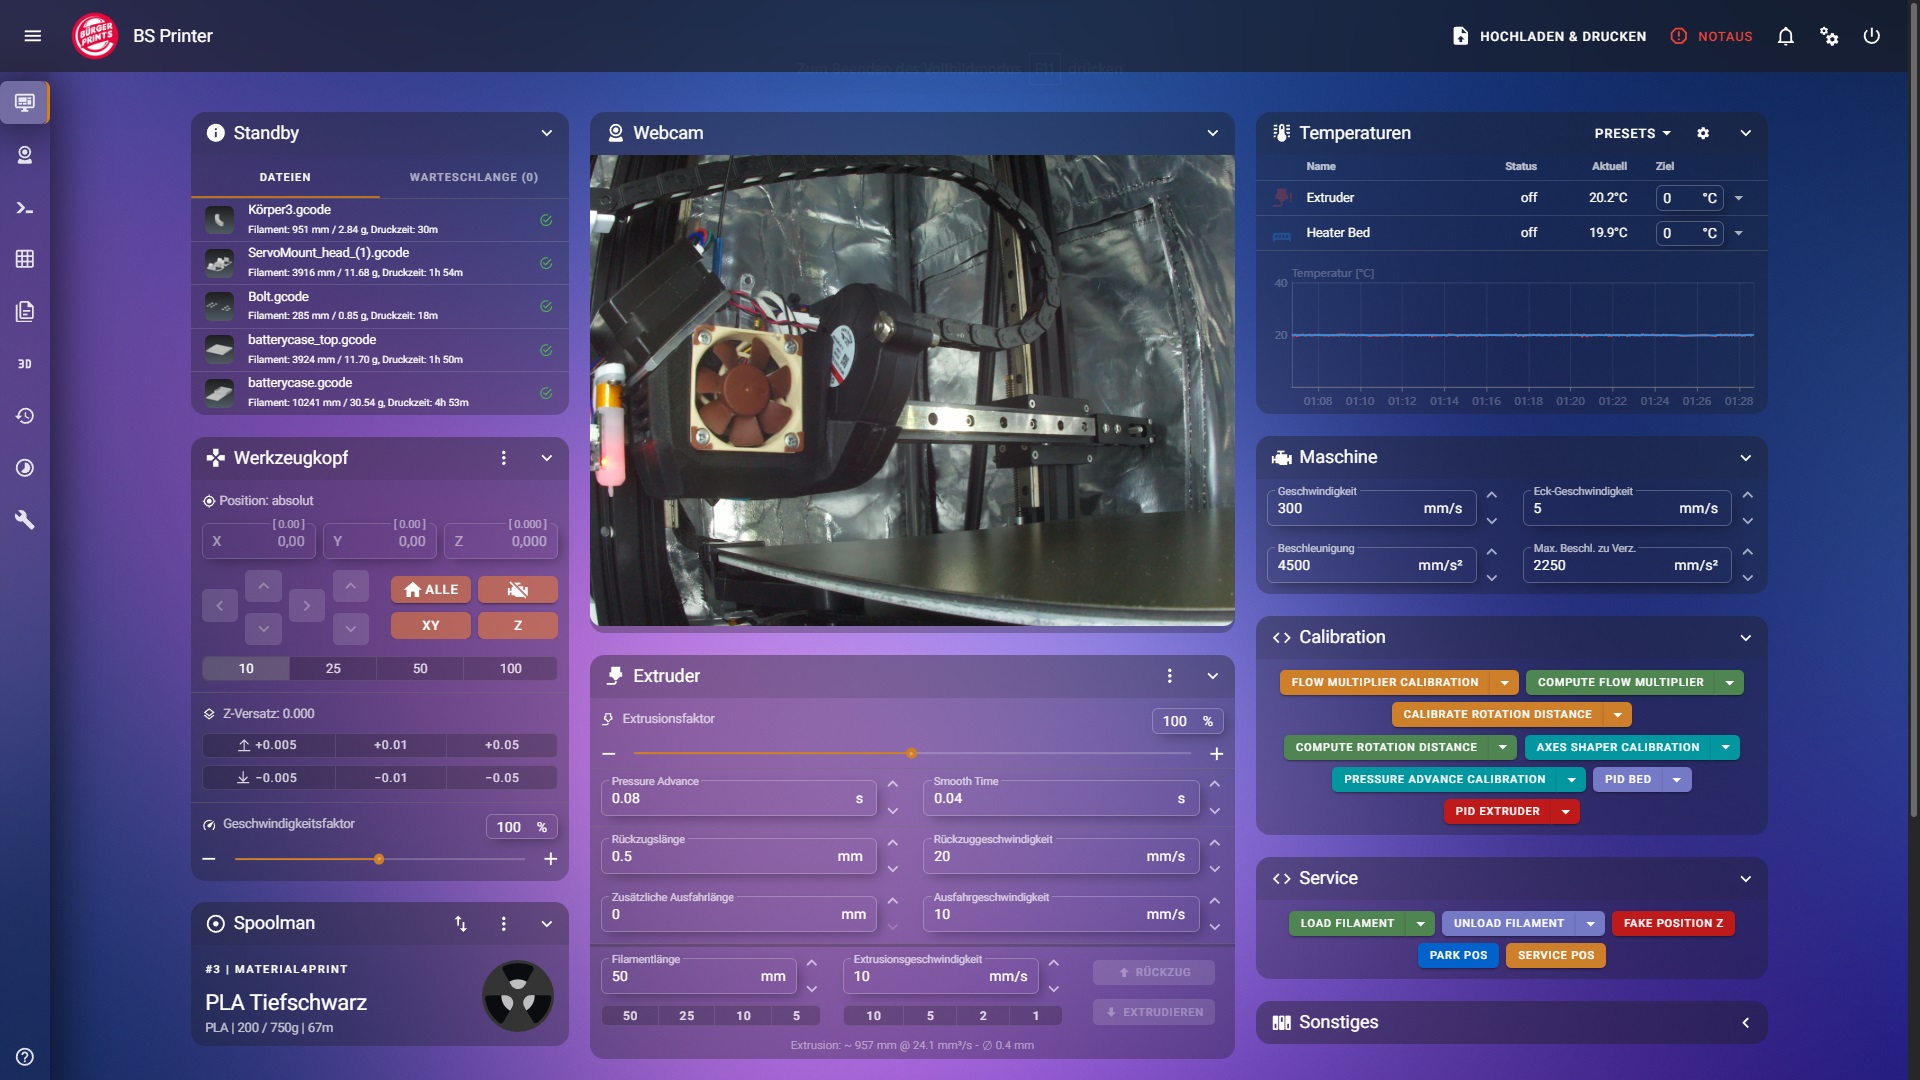 BÜRGER PRINTS
BS Printer
HOCHLADEN & DRUCKEN
NOTAUS
Zum Beenden des Vollbildmodus F11 drücken
Standby
DATEIEN
WARTESCHLANGE (0)
Körper3.gcode
Filament: 951 mm / 2.84 g, Druckzeit: 30m
ServoMount_head_(1).gcode
Filament: 3916 mm / 11.68 g, Druckzeit: 1h 54m
Bolt.gcode
Filament: 285 mm / 0.85 g, Druckzeit: 18m
batterycase_top.gcode
Filament: 3924 mm / 11.70 g, Druckzeit: 1h 50m
batterycase.gcode
Filament: 10241 mm / 30.54 g, Druckzeit: 4h 53m
3D
Werkzeugkopf
Position: absolut
[ 0.00 ] [ 0.00 ] [ 0.000 ]
X 0,00 Y 0,00 Z 0,000
ALLE
XY Z
10 25 50 100
Z-Versatz: 0.000
+0.005 +0.01 +0.05
−0.005 −0.01 −0.05
Geschwindigkeitsfaktor
100 %
Spoolman
#3 | MATERIAL4PRINT
PLA Tiefschwarz
PLA | 200 / 750g | 67m
Webcam
Extruder
Extrusionsfaktor
100 %
Pressure Advance
0.08 s
Smooth Time
0.04 s
Rückzugslänge
0.5 mm
Rückzuggeschwindigkeit
20 mm/s
Zusätzliche Ausfahrlänge
0 mm
Ausfahrgeschwindigkeit
10 mm/s
Filamentlänge
50 mm
Extrusionsgeschwindigkeit
10 mm/s
RÜCKZUG
50 25 10 5
10 5 2 1
EXTRUDIEREN
Extrusion: ~ 957 mm @ 24.1 mm³/s - ∅ 0.4 mm
Temperaturen
PRESETS
Name Status Aktuell Ziel
Extruder off 20.2°C 0 °C
Heater Bed off 19.9°C 0 °C
Temperatur [°C]
40
20
01:08 01:10 01:12 01:14 01:16 01:18 01:20 01:22 01:24 01:26 01:28
Maschine
Geschwindigkeit
300 mm/s
Eck-Geschwindigkeit
5 mm/s
Beschleunigung
4500 mm/s²
Max. Beschl. zu Verz.
2250 mm/s²
Calibration
FLOW MULTIPLIER CALIBRATION
COMPUTE FLOW MULTIPLIER
CALIBRATE ROTATION DISTANCE
COMPUTE ROTATION DISTANCE
AXES SHAPER CALIBRATION
PRESSURE ADVANCE CALIBRATION
PID BED
PID EXTRUDER
Service
LOAD FILAMENT
UNLOAD FILAMENT
FAKE POSITION Z
PARK POS
SERVICE POS
Sonstiges